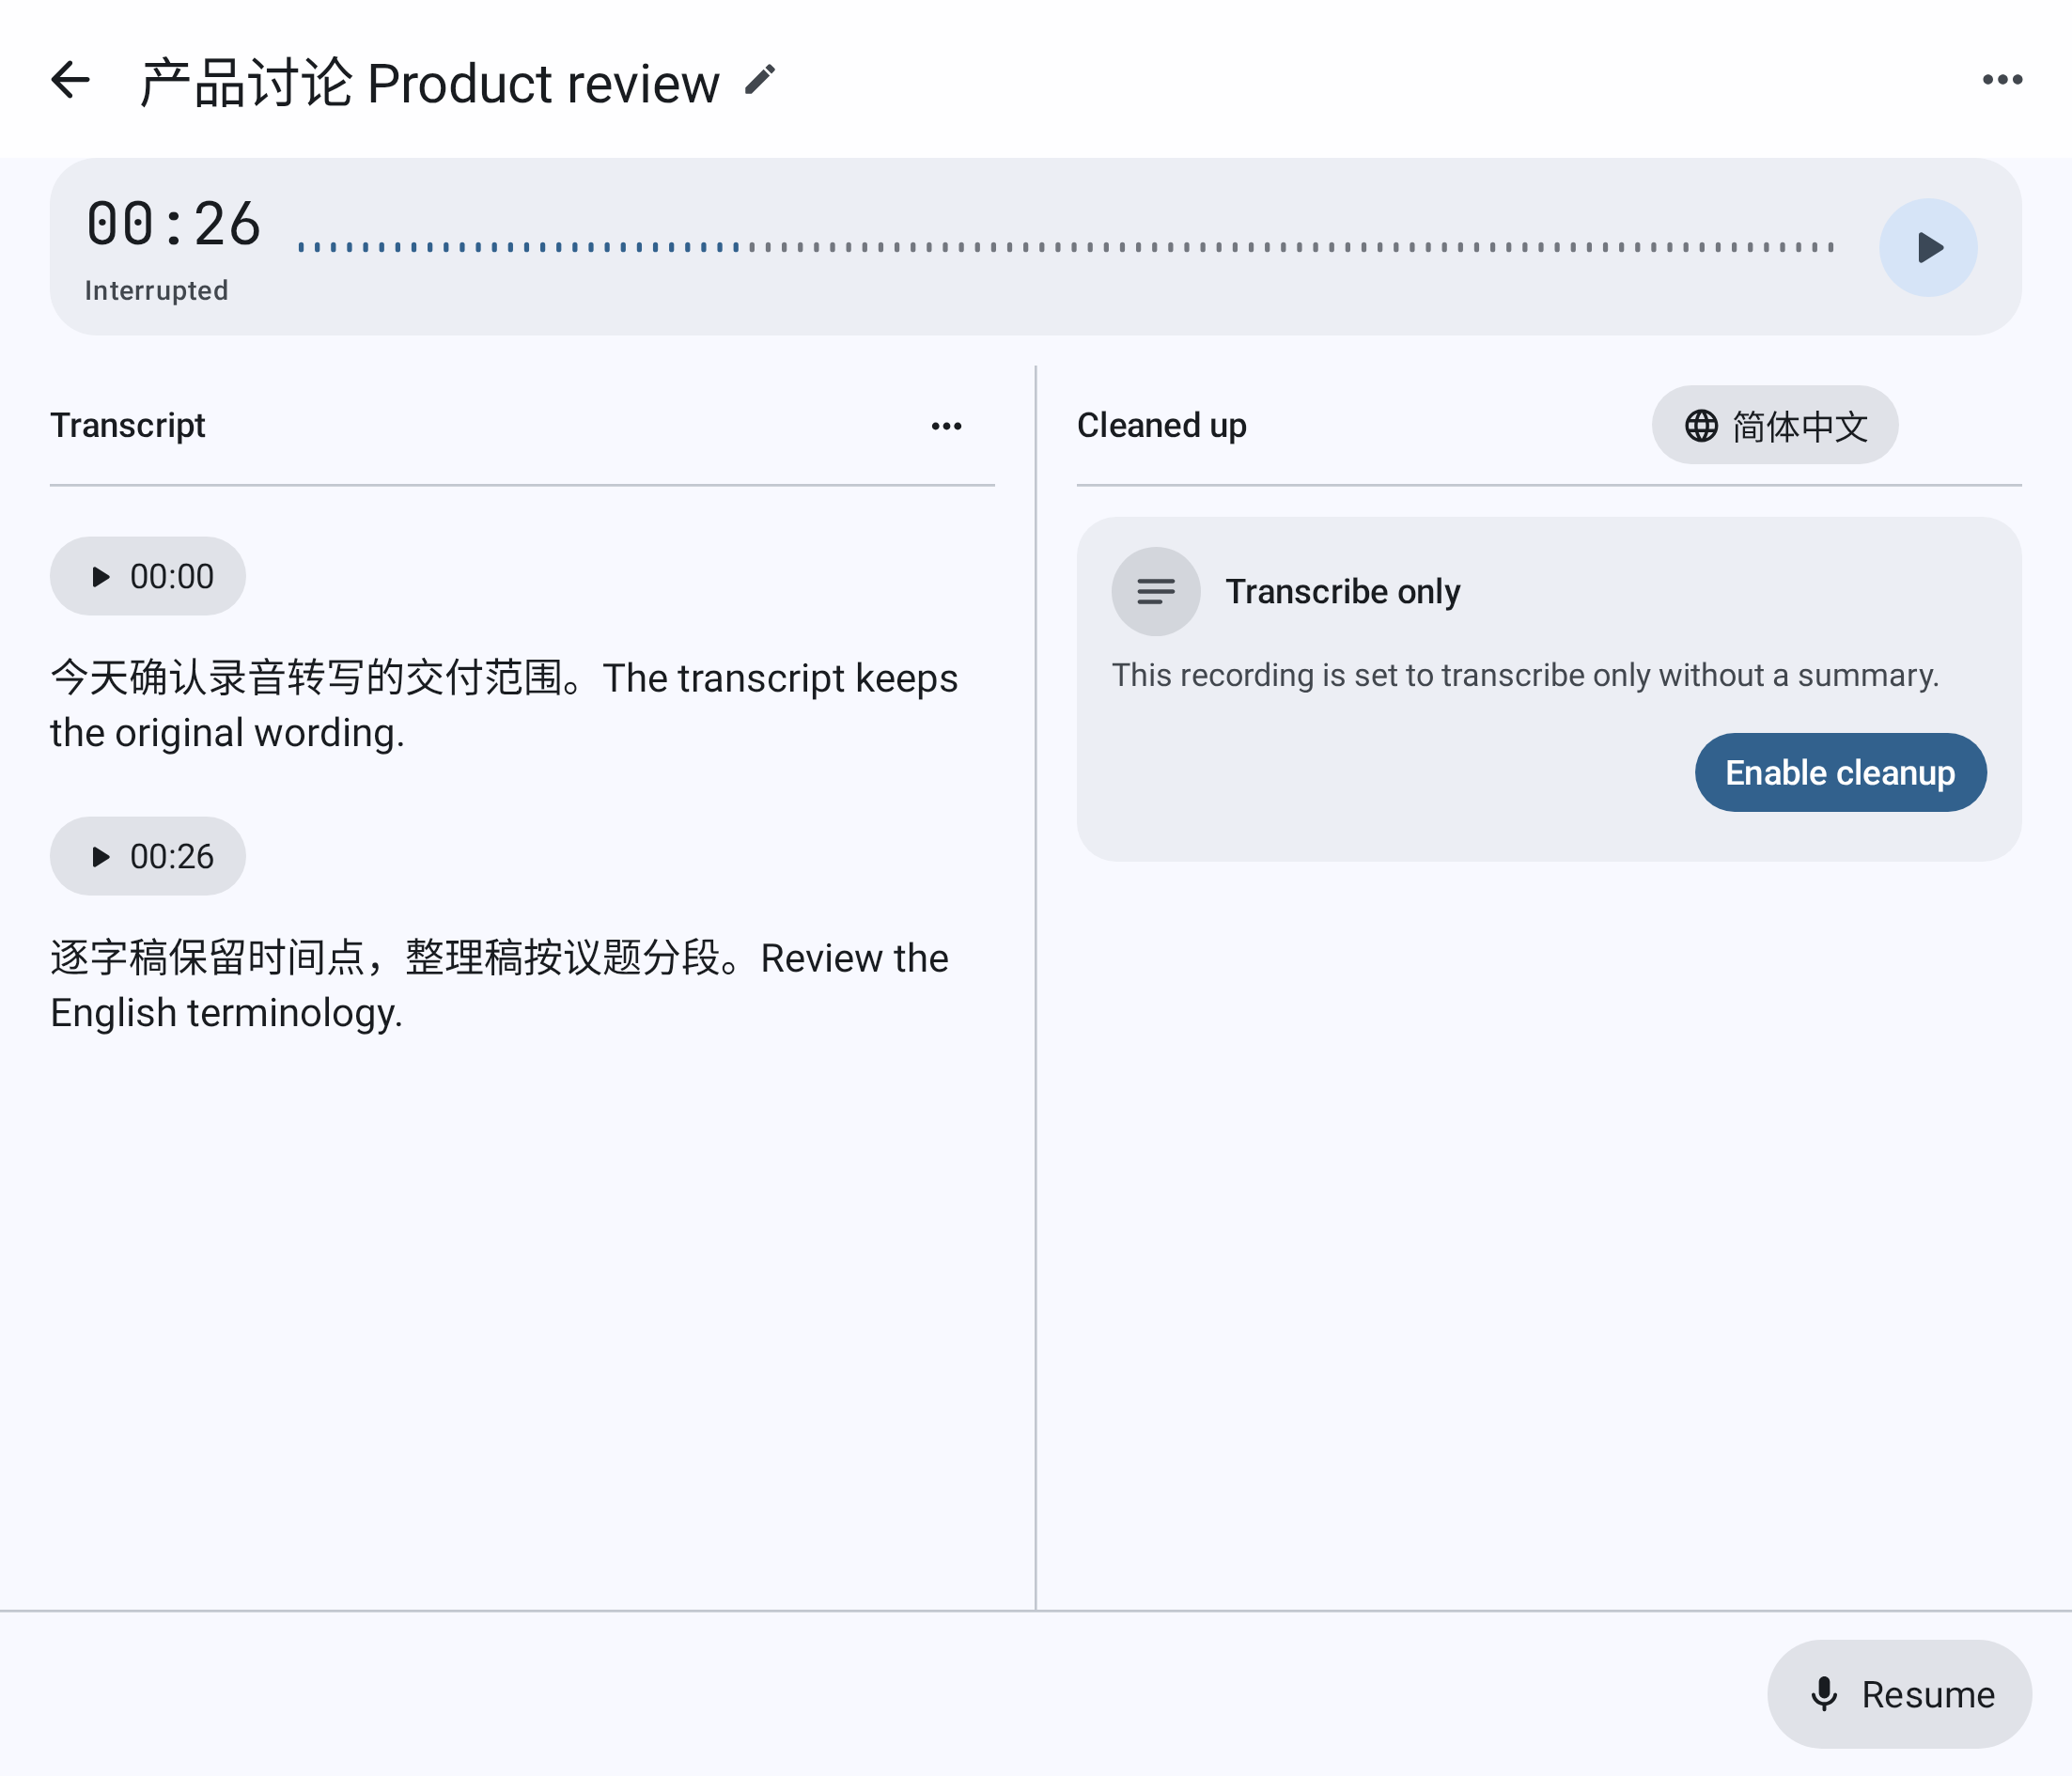 产品讨论 Product review
00:26
Interrupted
Transcript
00:00
今天确认录音转写的交付范围。The transcript keeps
the original wording.
00:26
逐字稿保留时间点，整理稿按议题分段。Review the
English terminology.
Cleaned up
简体中文
Transcribe only
This recording is set to transcribe only without a summary.
Enable cleanup
Resume